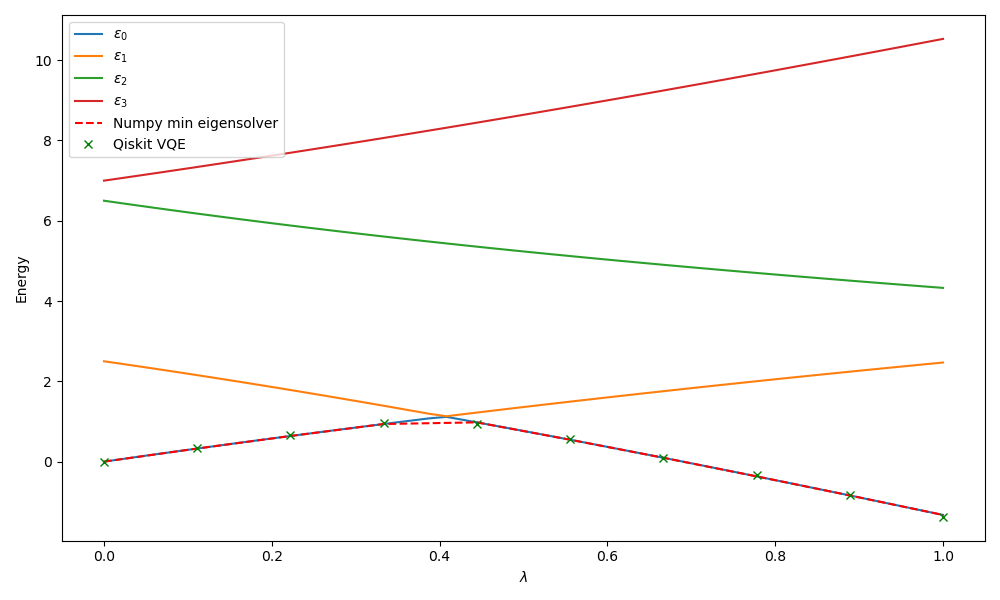 ε₀
ε₁
ε₂
ε₃
Numpy min eigensolver
Qiskit VQE
Energy
10
8
6
4
2
0
0.0 0.2 0.4 0.6 0.8 1.0
λ